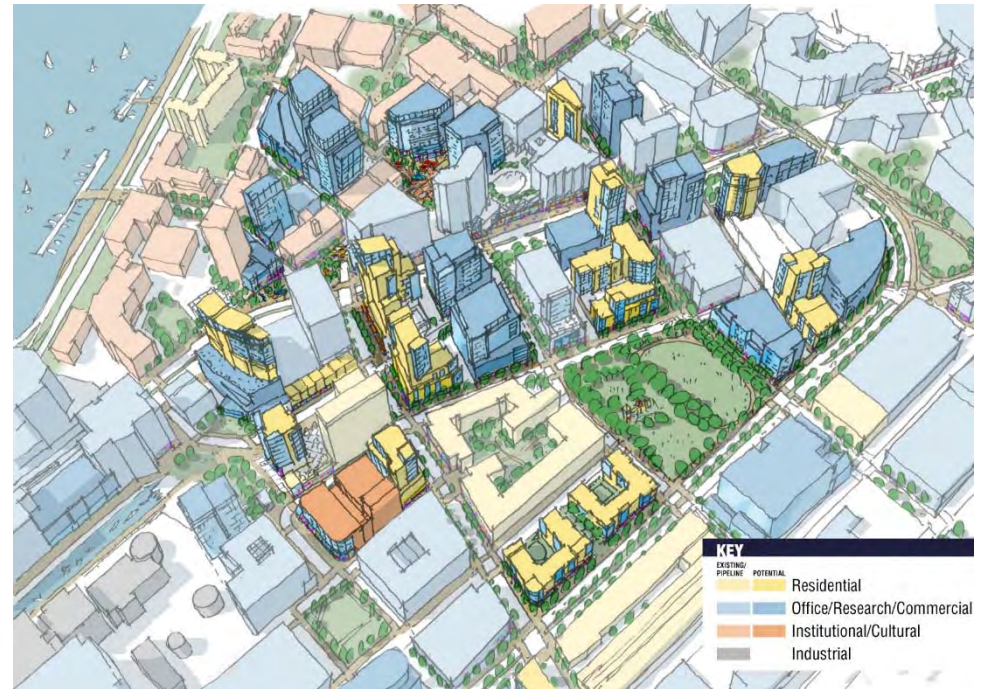 KEY
EXISTING/
PIPELINE POTENTIAL
Residential
Office/Research/Commercial
Institutional/Cultural
Industrial